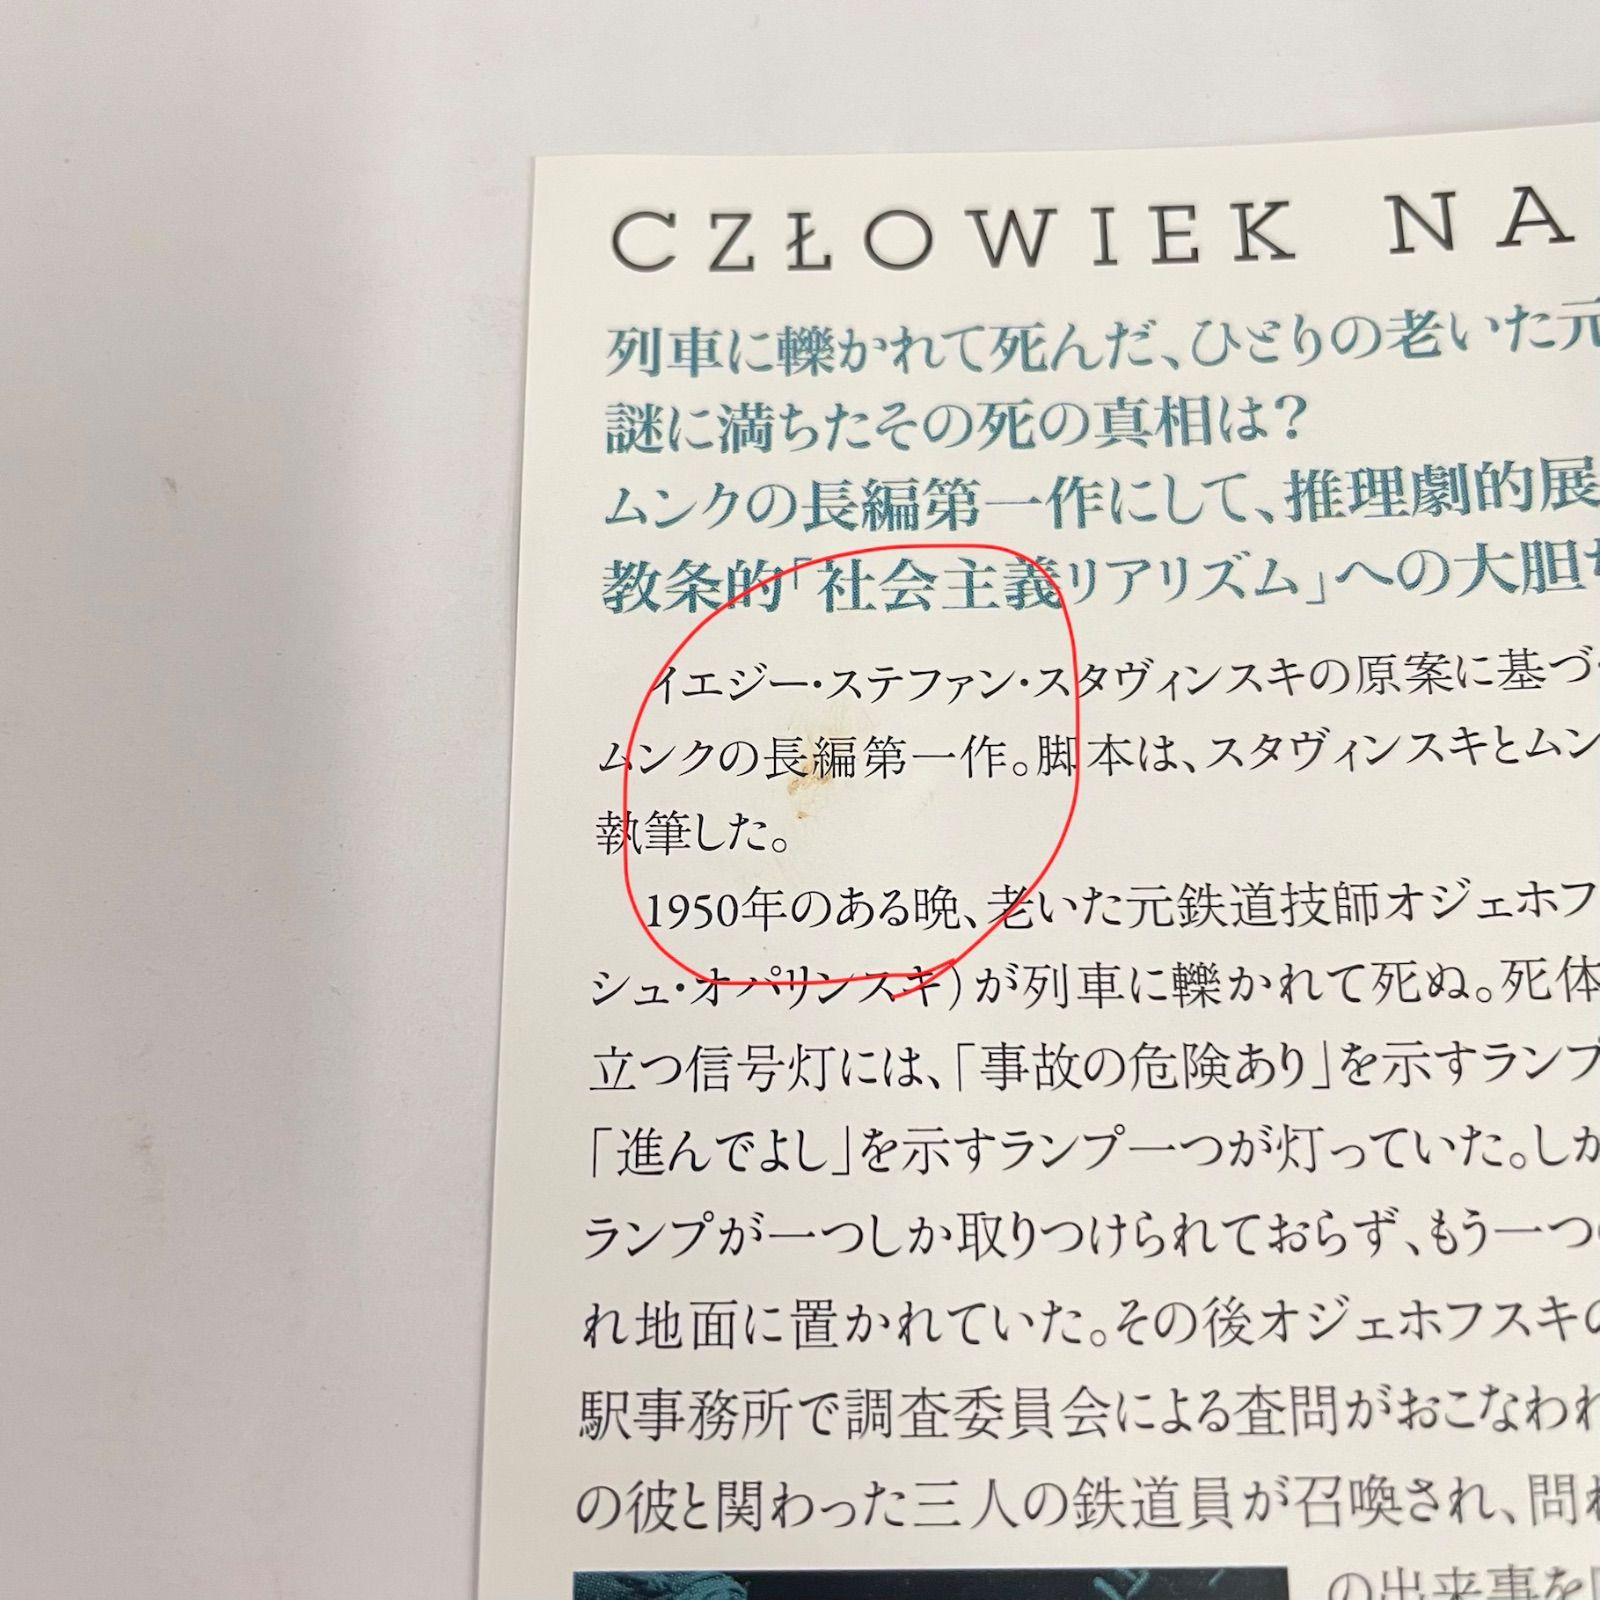 CZŁOWIEK NA
列車に轢かれて死んだ、ひとりの老いた元
謎に満ちたその死の真相は？
ムンクの長編第一作にして、推理劇的展
教条的「社会主義リアリズム」への大胆
イエジー・ステファン・スタヴィンスキの原案に基づ
ムンクの長編第一作。脚本は、スタヴィンスキとムン
執筆した。
1950年のある晩、老いた元鉄道技師オジェホフ
シュ・オパリンスキ）が列車に轢かれて死ぬ。死体
立つ信号灯には、「事故の危険あり」を示すランプ
「進んでよし」を示すランプ一つが灯っていた。しか
ランプが一つしか取りつけられておらず、もう一つ
れ地面に置かれていた。その後オジェホフスキの
駅事務所で調査委員会による査問がおこなわれ
の彼と関わった三人の鉄道員が召喚され、問わ
の出来事を